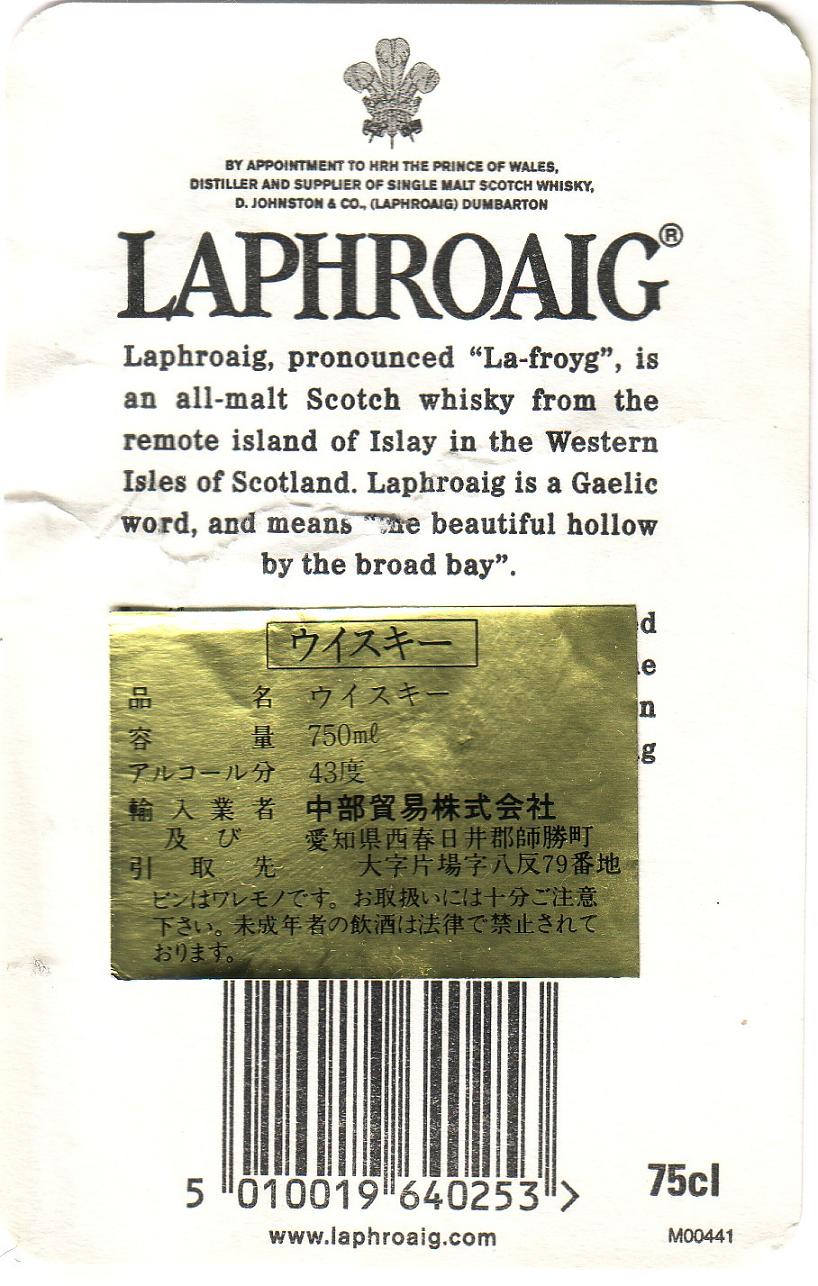 BY APPOINTMENT TO HRH THE PRINCE OF WALES,
DISTILLER AND SUPPLIER OF SINGLE MALT SCOTCH WHISKY,
D. JOHNSTON & CO., (LAPHROAIG) DUMBARTON
LAPHROAIG®
Laphroaig, pronounced “La-froyg”, is
an all-malt Scotch whisky from the
remote island of Islay in the Western
Isles of Scotland. Laphroaig is a Gaelic
word, and means “the beautiful hollow
by the broad bay”.
ウイスキー
品名 ウイスキー
容量 750㎖
アルコール分 43度
輸入業者 中部貿易株式会社
及び 愛知県西春日井郡師勝町
引取先 大字片場字八反79番地
ビンはワレモノです。お取扱いには十分ご注意
下さい。未成年者の飲酒は法律で禁止されて
おります。
5 010019 640253 >
75cl
www.laphroaig.com
M00441